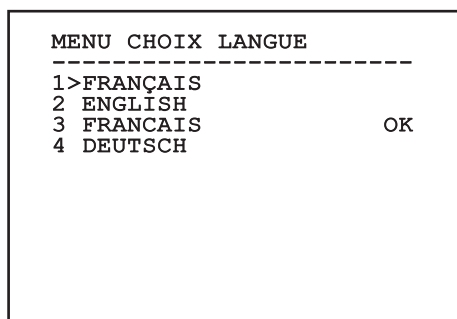 MENU CHOIX LANGUE
------------------------
1>FRANÇAIS
2 ENGLISH
3 FRANCAIS OK
4 DEUTSCH